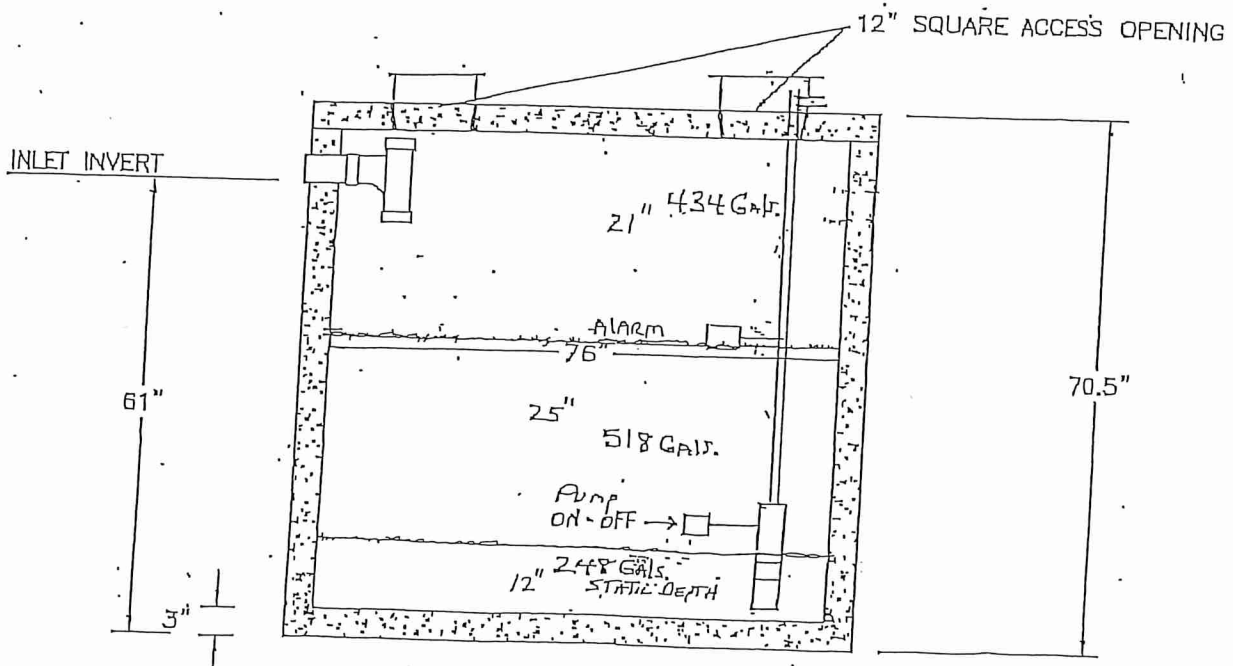 12" SQUARE ACCESS OPENING
INLET INVERT
21" 434 GAls.
ALARM
76"
61"
70.5"
25"
518 GAls.
PUMP
ON-OFF →
248 GAls.
12" STATIC DEPTH
3"